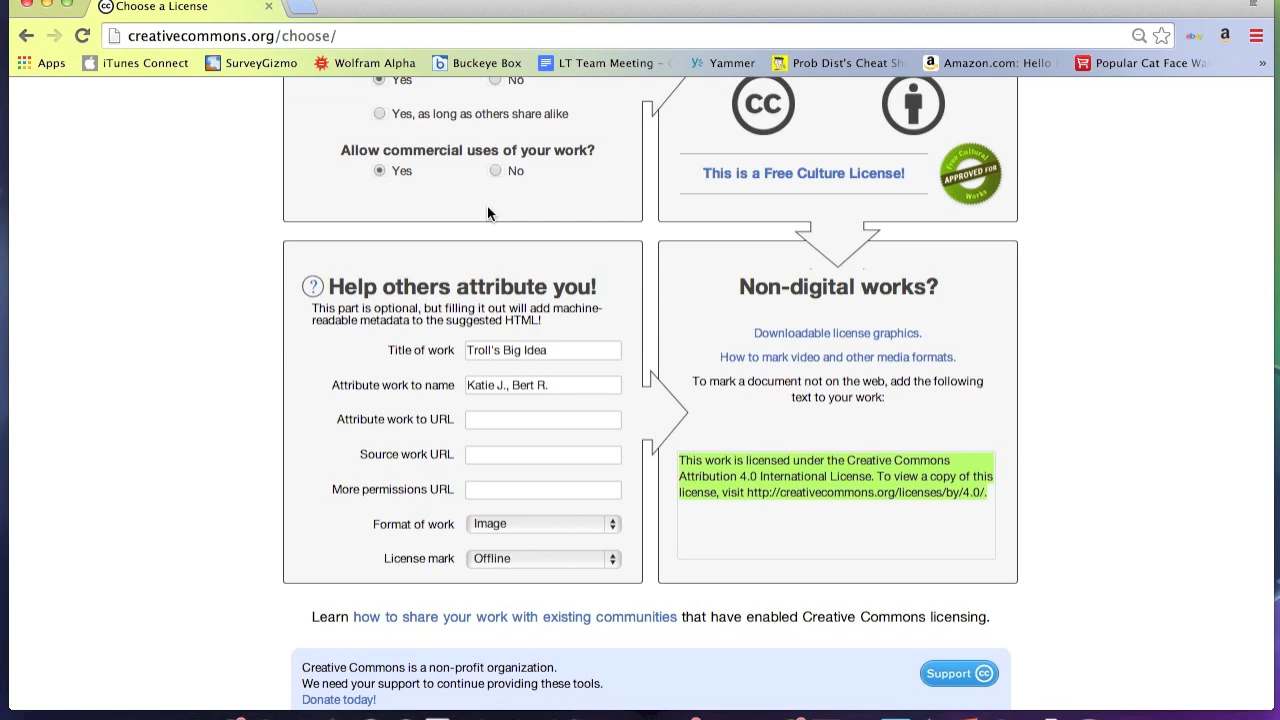 Choose a License
creativecommons.org/choose/
ebay a
Apps iTunes Connect SurveyGizmo Wolfram Alpha Buckeye Box LT Team Meeting – Yammer Prob Dist's Cheat Amazon.com: Hello Popular Cat Face »
Yes No
Yes, as long as others share alike
Allow commercial uses of your work?
Yes No
CC
This is a Free Culture License!
Free Cultural
APPROVED FOR
Works
? Help others attribute you!
This part is optional, but filling it out will add machine-
readable metadata to the suggested HTML!
Title of work Troll's Big Idea
Attribute work to name Katie J., Bert R.
Attribute work to URL
Source work URL
More permissions URL
Format of work Image
License mark Offline
Non-digital works?
Downloadable license graphics.
How to mark video and other media formats.
To mark a document not on the web, add the following
text to your work:
This work is licensed under the Creative Commons
Attribution 4.0 International License. To view a copy of this
license, visit http://creativecommons.org/licenses/by/4.0/.
Learn how to share your work with existing communities that have enabled Creative Commons licensing.
Creative Commons is a non-profit organization.
We need your support to continue providing these tools.
Donate today!
Support CC